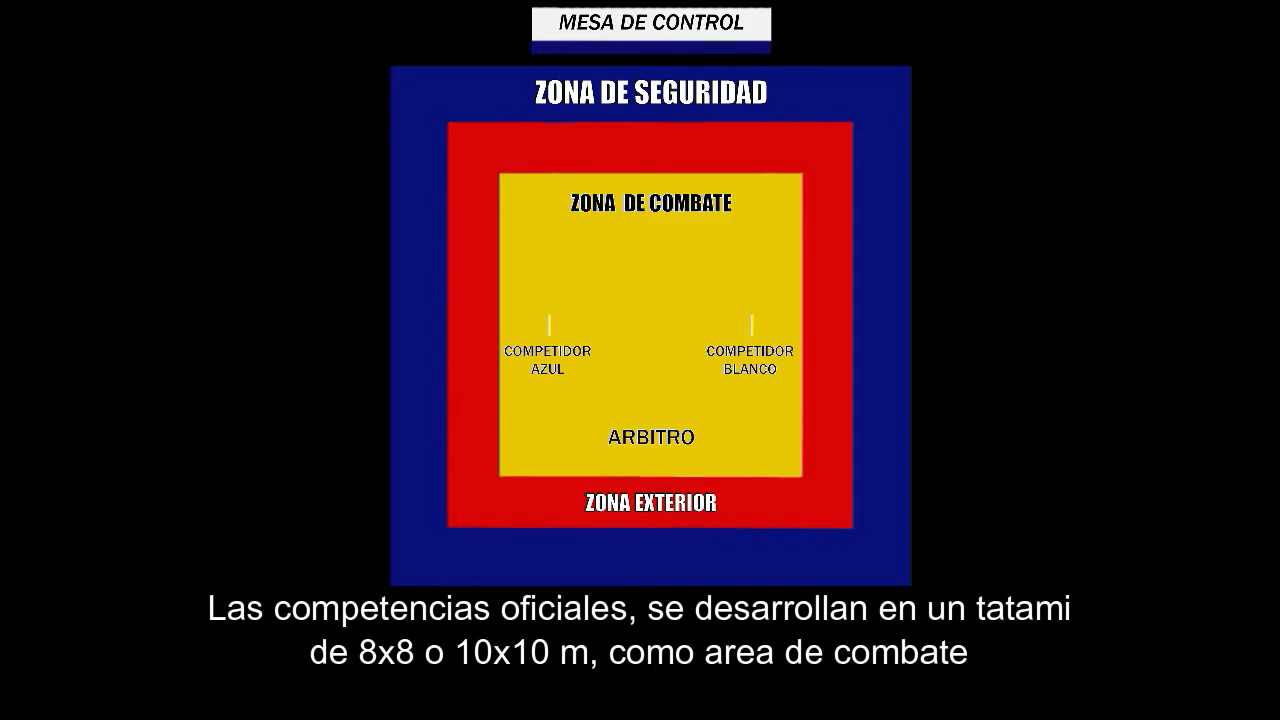 MESA DE CONTROL
ZONA DE SEGURIDAD
ZONA DE COMBATE
COMPETIDOR
AZUL
COMPETIDOR
BLANCO
ARBITRO
ZONA EXTERIOR
Las competencias oficiales, se desarrollan en un tatami
de 8x8 o 10x10 m, como area de combate